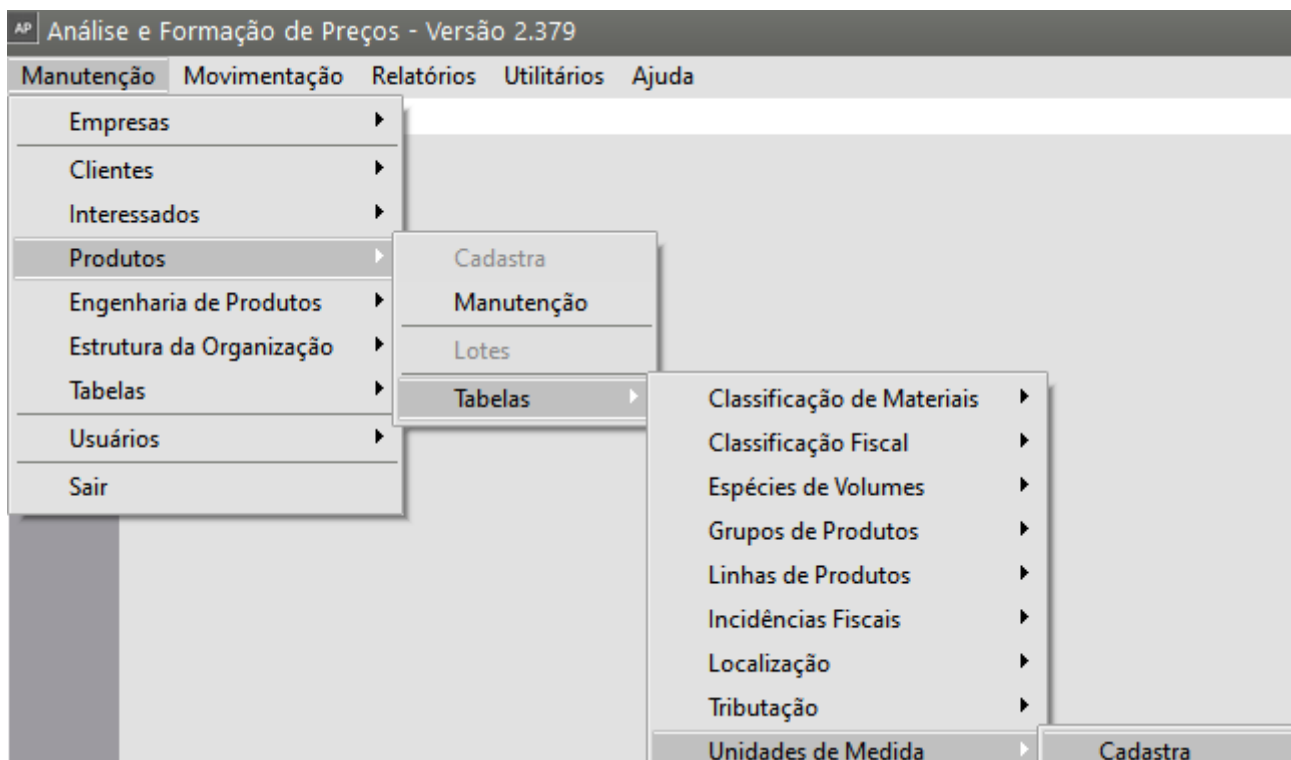 AP Análise e Formação de Preços - Versão 2.379
Manutenção Movimentação Relatórios Utilitários Ajuda
Empresas
Clientes
Interessados
Produtos
Engenharia de Produtos
Estrutura da Organização
Tabelas
Usuários
Sair
Cadastra
Manutenção
Lotes
Tabelas
Classificação de Materiais
Classificação Fiscal
Espécies de Volumes
Grupos de Produtos
Linhas de Produtos
Incidências Fiscais
Localização
Tributação
Unidades de Medida
Cadastra